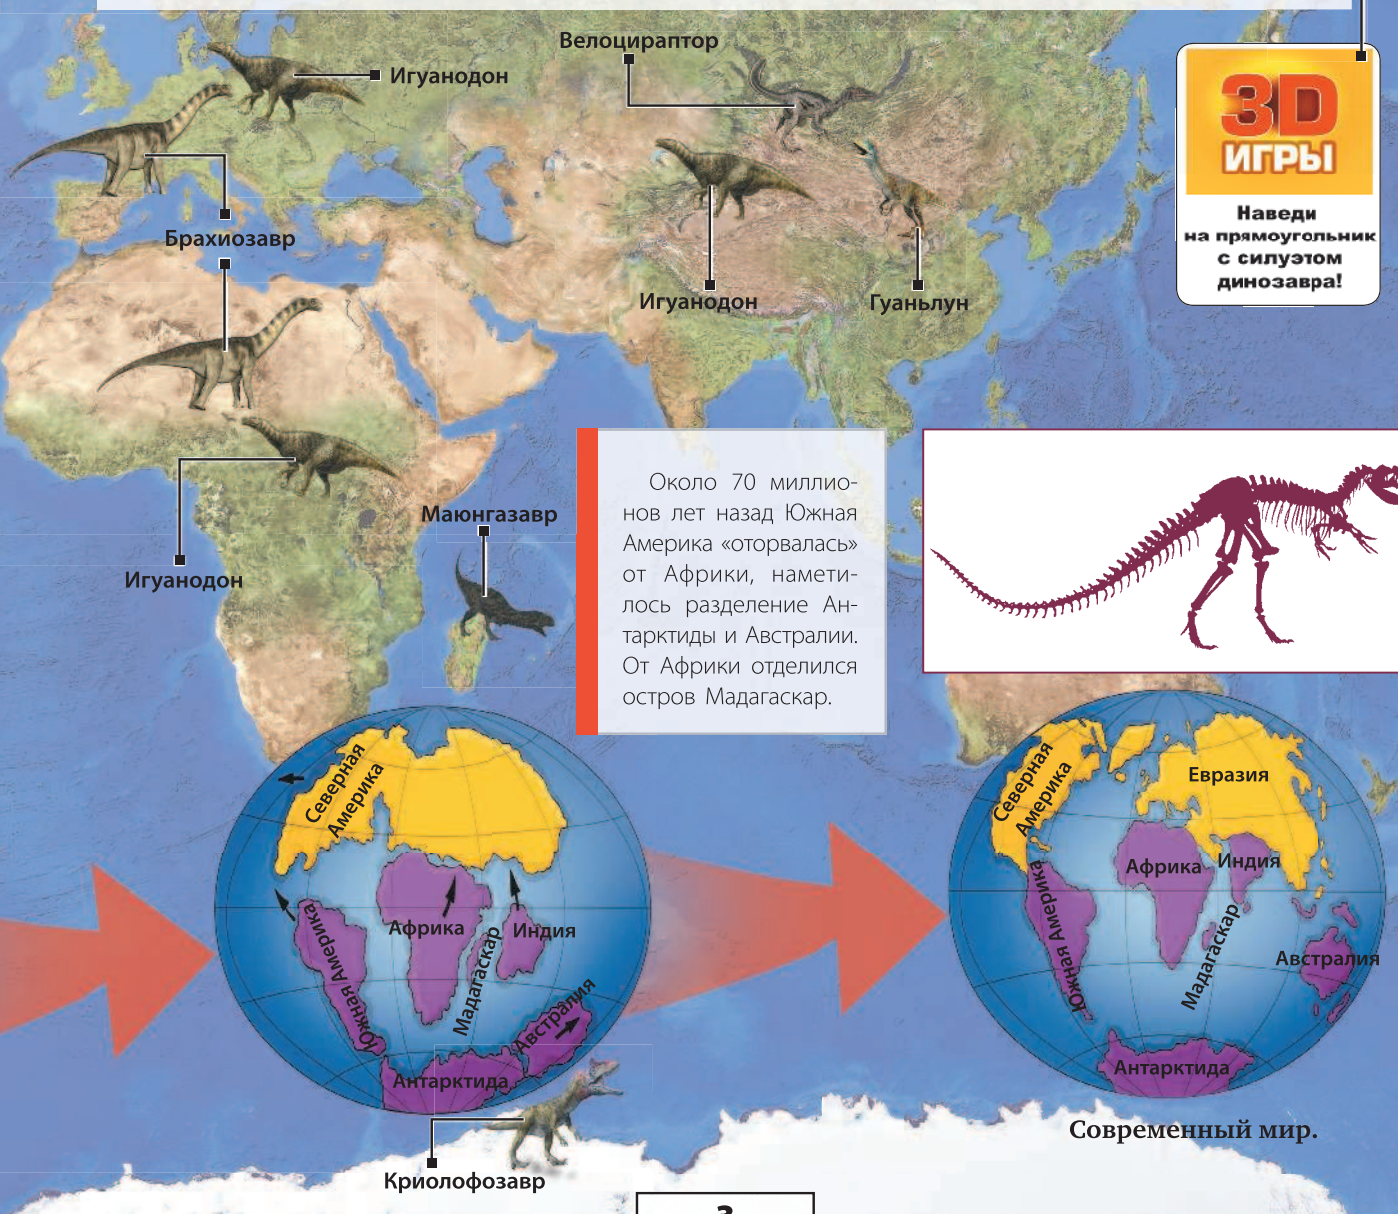 Велоцираптор
Игуанодон
3D
ИГРЫ
Наведи
на прямоугольник
с силуэтом
динозавра!
Брахиозавр
Игуанодон
Гуаньлун
Около 70 миллио-
нов лет назад Южная
Америка «оторвалась»
от Африки, намети-
лось разделение Ан-
тарктиды и Австралии.
От Африки отделился
остров Мадагаскар.
Маюнгазавр
Игуанодон
Северная
Америка
Южная Америка
Африка
Мадагаскар
Индия
Австралия
Антарктида
Северная
Америка
Евразия
Африка
Индия
Южная Америка
Мадагаскар
Австралия
Антарктида
Современный мир.
Криолофозавр
3